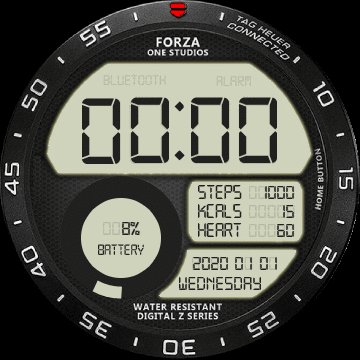 TAG HEUER
CONNECTED
FORZA
ONE STUDIOS
BLUETOOTH ALARM
00:00
STEPS 1000
KCALS 15
HEART 60
8%
BATTERY
2020 01 01
WEDNESDAY
WATER RESISTANT
DIGITAL Z SERIES
HOME BUTTON
10
15
20
25
30
35
40
45
50
55